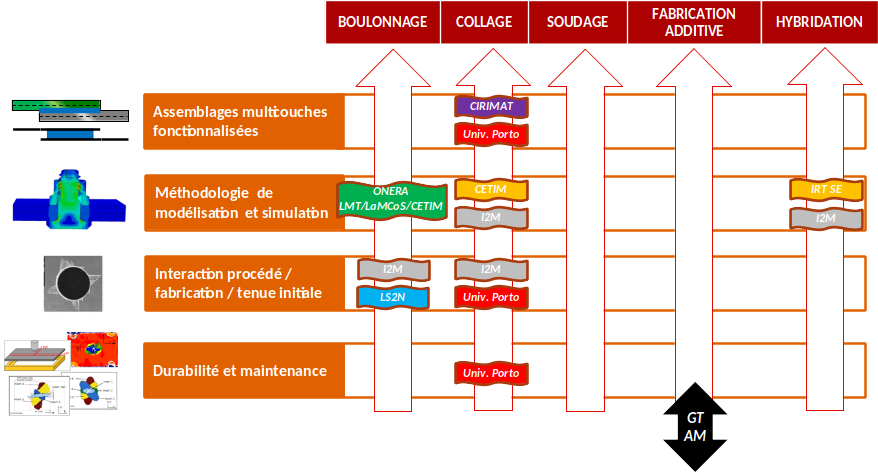 BOULONNAGE
COLLAGE
SOUDAGE
FABRICATION
ADDITIVE
HYBRIDATION
Assemblages multicouches
fonctionnalisées
CIRIMAT
Univ. Porto
Méthodologie de
modélisation et simulation
ONERA
LMT/LaMCoS/CETIM
CETIM
I2M
IRT SE
I2M
Interaction procédé /
fabrication / tenue initiale
I2M
LS2N
I2M
Univ. Porto
Durabilité et maintenance
Univ. Porto
GT
AM